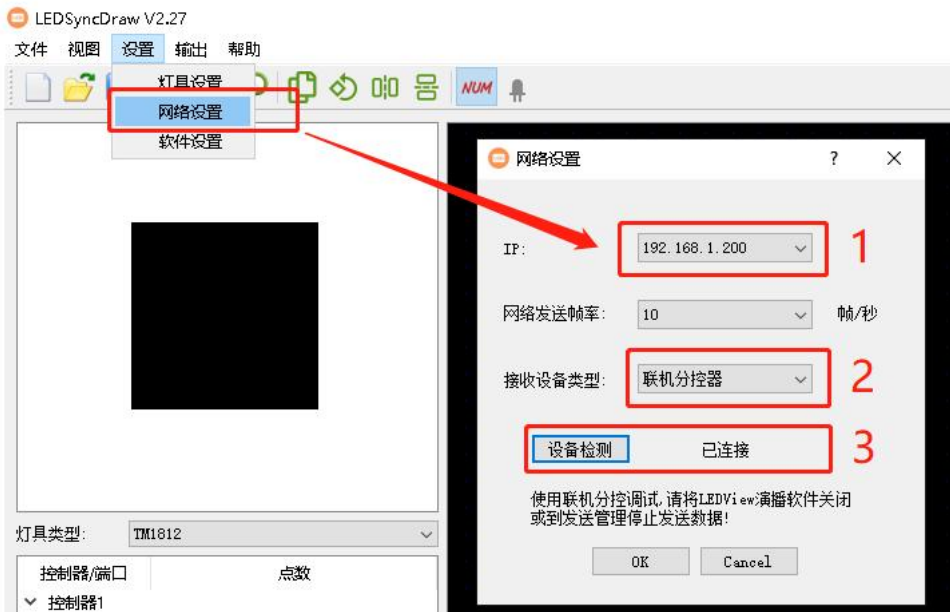 LEDSyncDraw V2.27
文件 视图 设置 输出 帮助
灯具设置
NUM
网络设置
软件设置
网络设置 ?
IP: 192.168.1.200 1
网络发送帧率: 10 帧/秒
接收设备类型: 联机分控器 2
设备检测 已连接 3
使用联机分控调试,请将LEDView演播软件关闭
或到发送管理停止发送数据!
OK Cancel
灯具类型: TM1812
控制器/端口 点数
控制器1